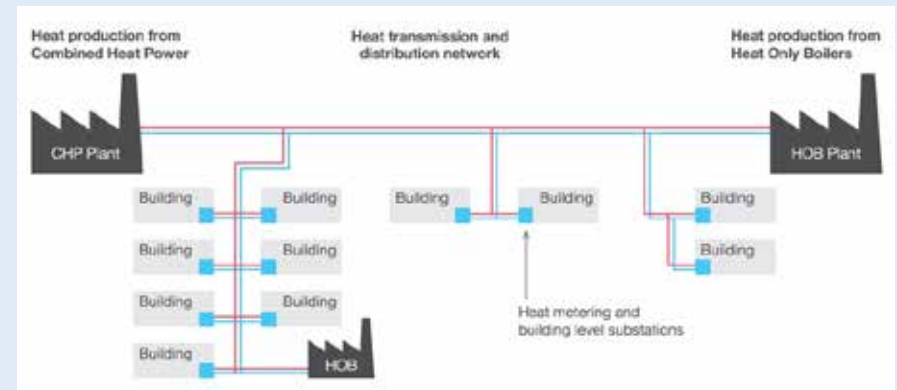 Heat production from
Combined Heat Power
Heat transmission and
distribution network
Heat production from
Heat Only Boilers
CHP Plant
HOB Plant
Building
Building
Building
Building
Building
Building
Building
Building
Building
Building
Building
Heat metering and
building level substations
Building
HOB